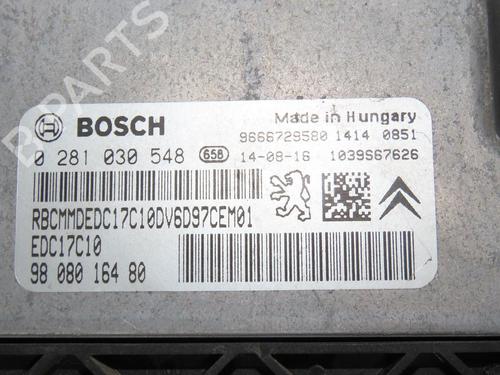 B PARTS
BOSCH
Made in Hungary
9666729580 1414 0851
0 281 030 548 658 14-08-16 1039S67626
RBCMMDEDC17C10DV6D97CEM01
EDC17C10
98 080 164 80